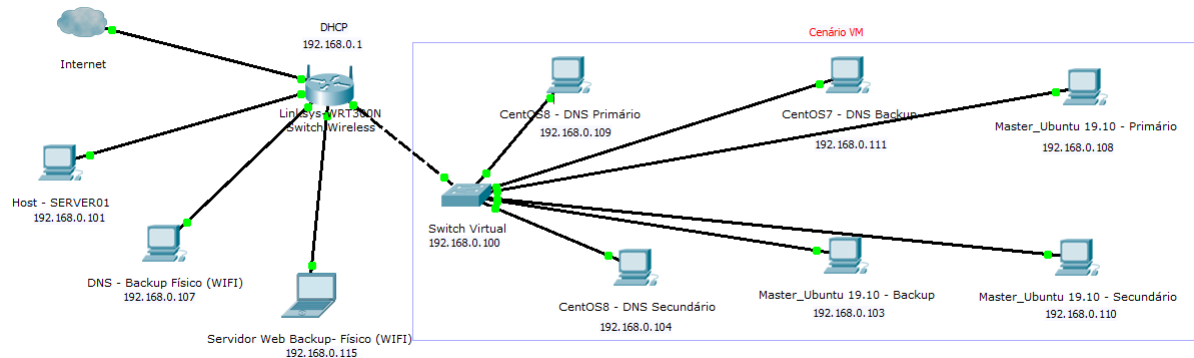 DHCP
192.168.0.1
Internet
Linksys-WRT300N
Switch Wireless
Host - SERVER01
192.168.0.101
DNS - Backup Físico (WIFI)
192.168.0.107
Servidor Web Backup- Físico (WIFI)
192.168.0.115
Cenário VM
CentOS8 - DNS Primário
192.168.0.109
CentOS7 - DNS Backup
192.168.0.111
Master_Ubuntu 19.10 - Primário
192.168.0.108
Switch Virtual
192.168.0.100
CentOS8 - DNS Secundário
192.168.0.104
Master_Ubuntu 19.10 - Backup
192.168.0.103
Master_Ubuntu 19.10 - Secundário
192.168.0.110